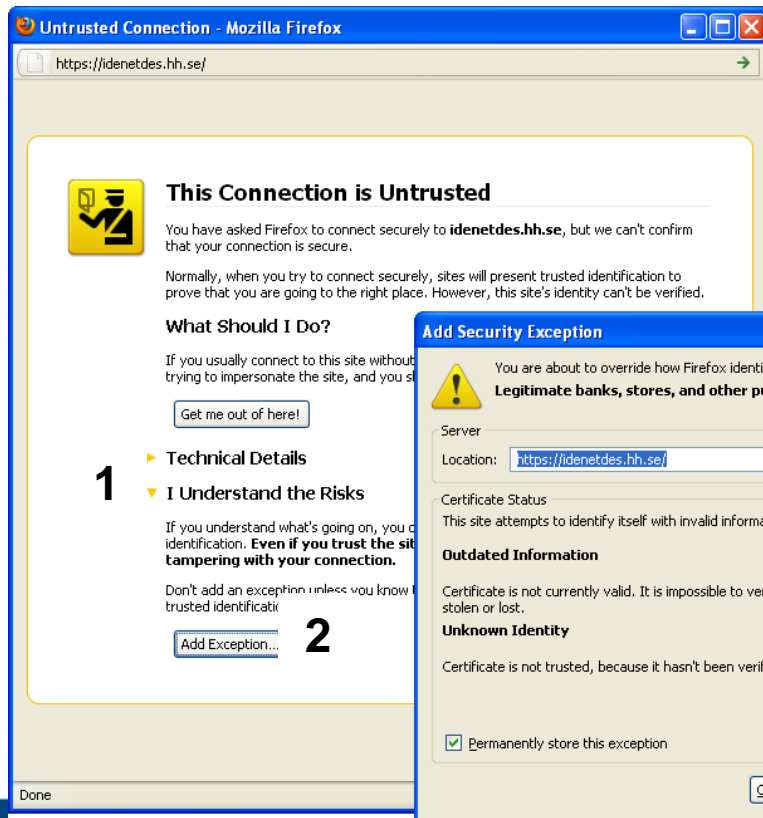 Untrusted Connection - Mozilla Firefox
https://idenetdes.hh.se/
This Connection is Untrusted
You have asked Firefox to connect securely to idenetdes.hh.se, but we can't confirm
that your connection is secure.
Normally, when you try to connect securely, sites will present trusted identification to
prove that you are going to the right place. However, this site's identity can't be verified.
What Should I Do?
If you usually connect to this site without
trying to impersonate the site, and you
Get me out of here!
Technical Details
1
I Understand the Risks
If you understand what's going on, you
identification. Even if you trust the
tampering with your connection.
Don't add an exception unless you know
trusted
Add Exception...
2
Done
Add Security Exception
You are about to override how Firefox
Legitimate banks, stores, and other
Server
Location: https://idenetdes.hh.se/
Certificate Status
This site attempts to identify itself with invalid
Outdated Information
Certificate is not currently valid. It is impossible to
stolen or lost.
Unknown Identity
Certificate is not trusted, because it hasn't been
Permanently store this exception